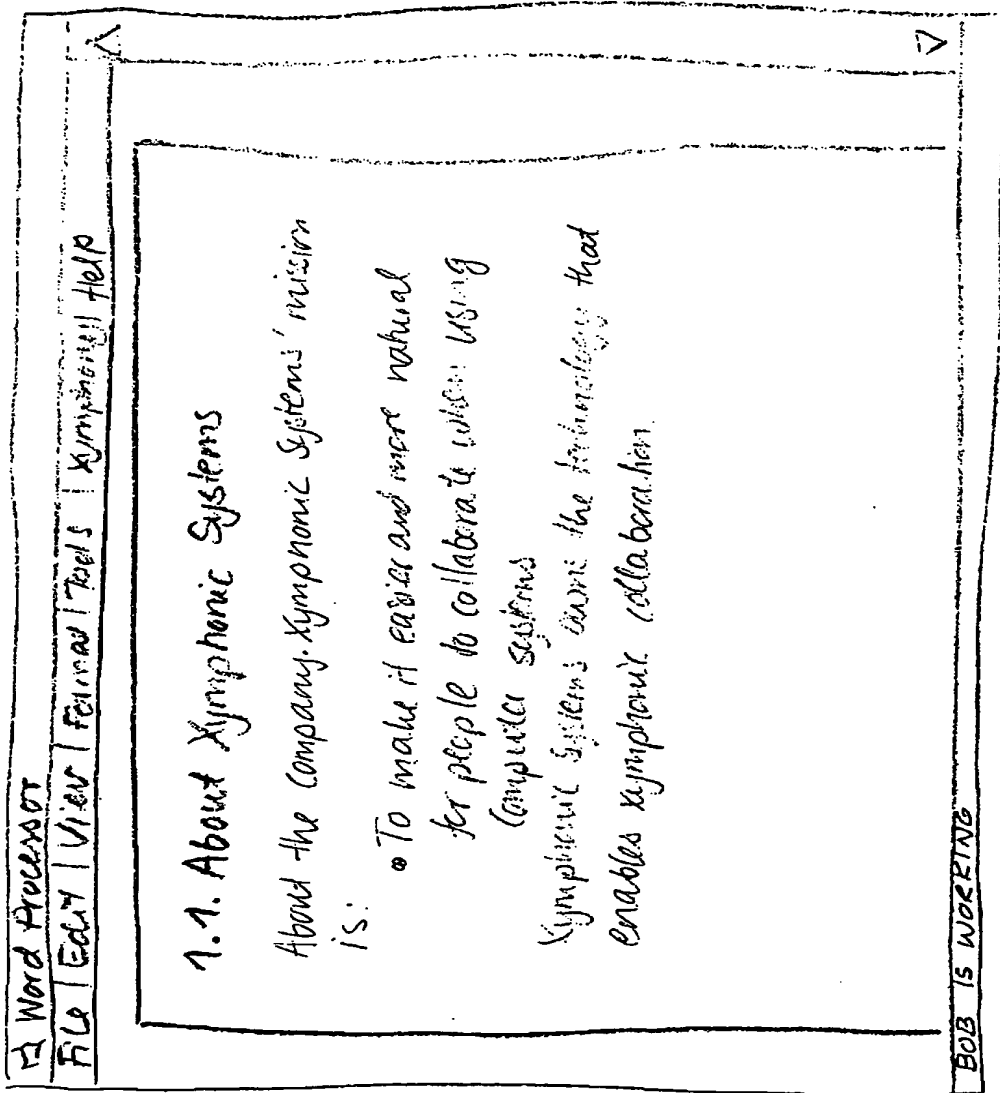 Word Processor
File | Edit | View | Format | Tools | Xymphony | Help
1.1. About Xymphonic Systems
About the Company. Xymphonic Systems' mission
is:
• To make it easier and more natural
for people to collaborate when using
Computer systems
Xymphonic Systems owns the technology that
enables xymphonic collaboration
BOB IS WORKING